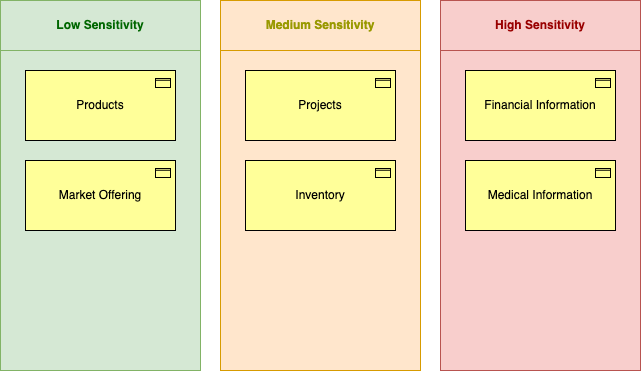 Low Sensitivity
Products
Market Offering
Medium Sensitivity
Projects
Inventory
High Sensitivity
Financial Information
Medical Information